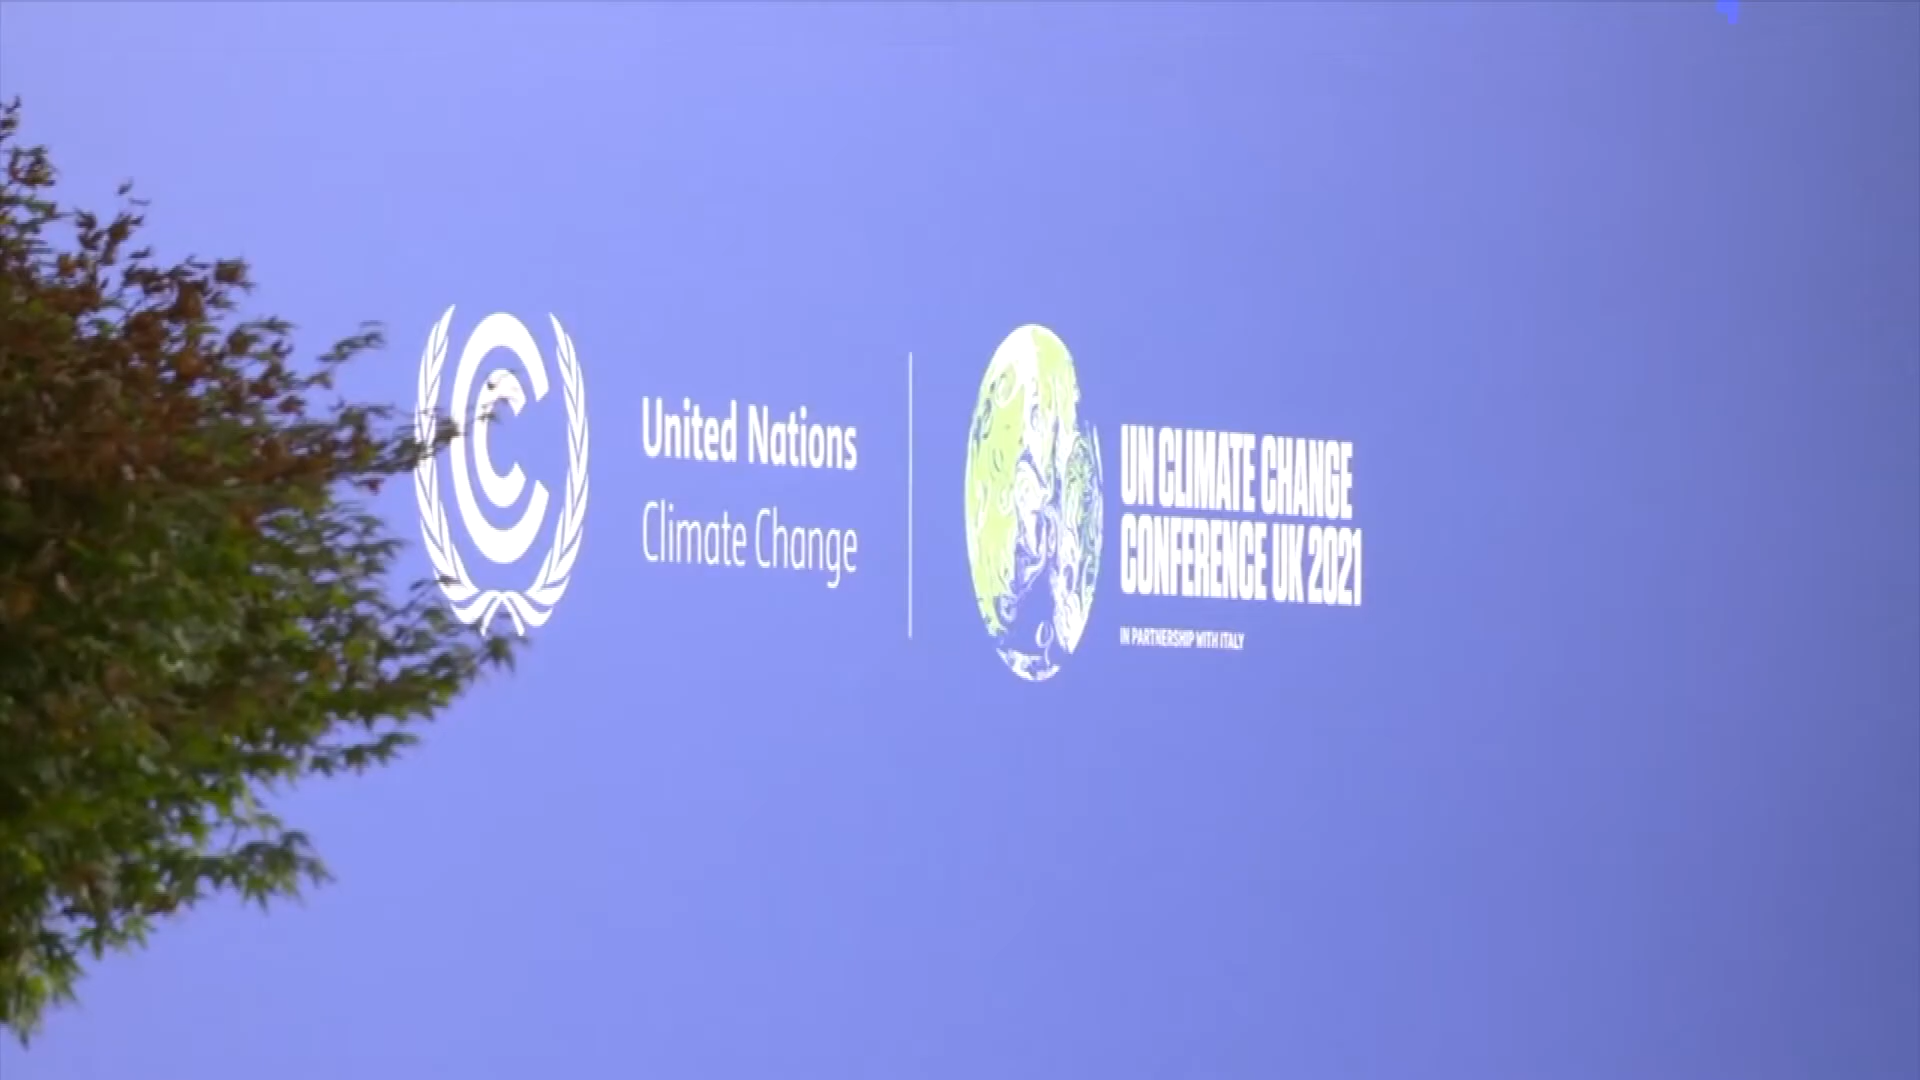 United Nations
Climate Change
UN CLIMATE CHANGE
CONFERENCE UK 2021
IN PARTNERSHIP WITH ITALY